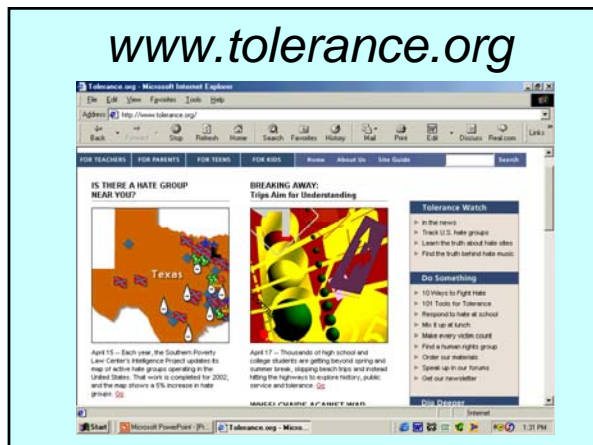 www.tolerance.org
Tolerance.org - Microsoft Internet Explorer
File Edit View Favorites Tools Help
Address http://www.tolerance.org/
Back Forward Stop Refresh Home Search Favorites History Mail Print Edit Discuss Real.com Links
FOR TEACHERS FOR PARENTS FOR TEENS FOR KIDS Home About Us Site Guide Search
IS THERE A HATE GROUP
NEAR YOU?
Texas
April 15 -- Each year, the Southern Poverty
Law Center's Intelligence Project updates its
map of active hate groups operating in the
United States. That work is completed for 2002,
and the map shows a 5% increase in hate
groups. Go
BREAKING AWAY:
Trips Aim for Understanding
April 17 -- Thousands of high school and
college students are getting beyond spring and
summer break, skipping beach trips and instead
hitting the highways to explore history, public
service and tolerance. Go
WHEELCHAIRS AGAINST WAR
Tolerance Watch
In the news
Track U.S. hate groups
Learn the truth about hate sites
Find the truth behind hate music
Do Something
10 Ways to Fight Hate
101 Tools for Tolerance
Respond to hate at school
Mix it up at lunch
Make every victim count
Find a human rights group
Order our materials
Speak up in our forums
Get our newsletter
Dig Deeper
Internet
Start Microsoft PowerPoint - [Pr... Tolerance.org - Micro... 1:31 PM